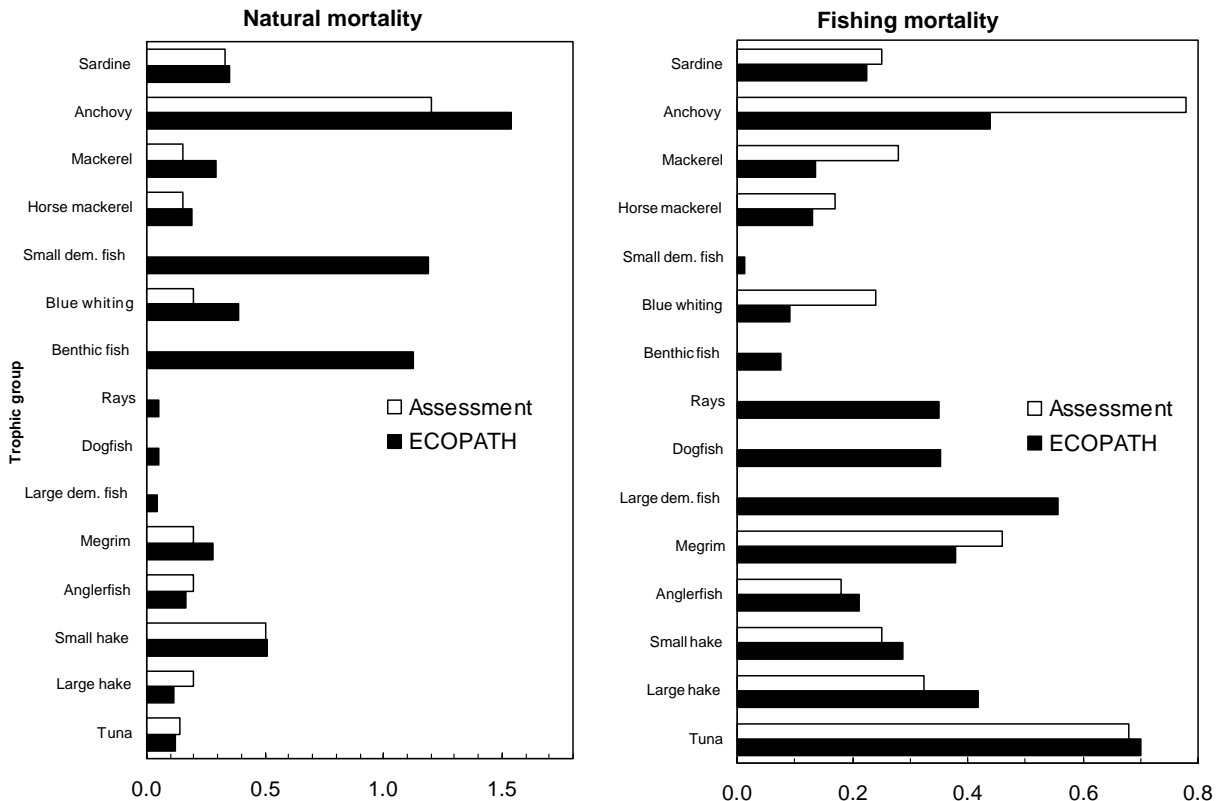 Natural mortality
Sardine
Anchovy
Mackerel
Horse mackerel
Small dem. fish
Blue whiting
Benthic fish
Rays
Dogfish
Large dem. fish
Megrim
Anglerfish
Small hake
Large hake
Tuna
Trophic group
Assessment
ECOPATH
0.0 0.5 1.0 1.5
Fishing mortality
Sardine
Anchovy
Mackerel
Horse mackerel
Small dem. fish
Blue whiting
Benthic fish
Rays
Dogfish
Large dem. fish
Megrim
Anglerfish
Small hake
Large hake
Tuna
Assessment
ECOPATH
0.0 0.2 0.4 0.6 0.8